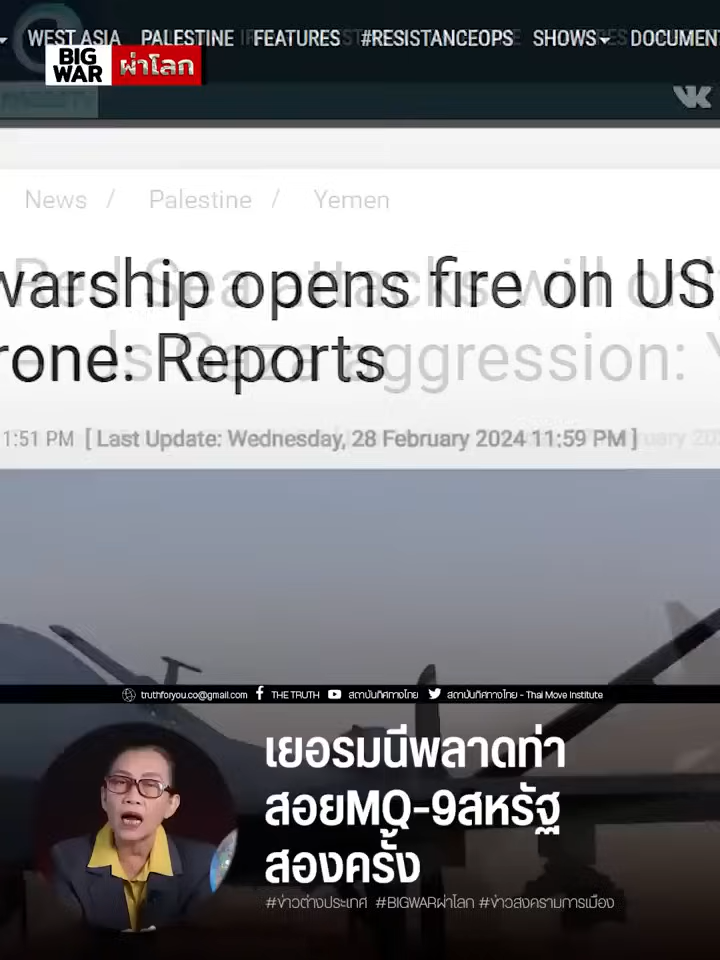 WEST ASIA PALESTINE FEATURES #RESISTANCEOPS SHOWS DOCUMENT
BIG WAR ผ่าโลก
News / Palestine / Yemen
warship opens fire on US
rone: Reports
1:51 PM [ Last Update: Wednesday, 28 February 2024 11:59 PM ]
truthforyou.co@gmail.com THE TRUTH สถาบันทิศทางไทย สถาบันทิศทางไทย - Thai Move Institute
เยอรมนีพลาดท่า
สอยMQ-9สหรัฐ
สองครั้ง
#ข่าวต่างประเทศ #BIGWARผ่าโลก #ข่าวสงครามการเมือง